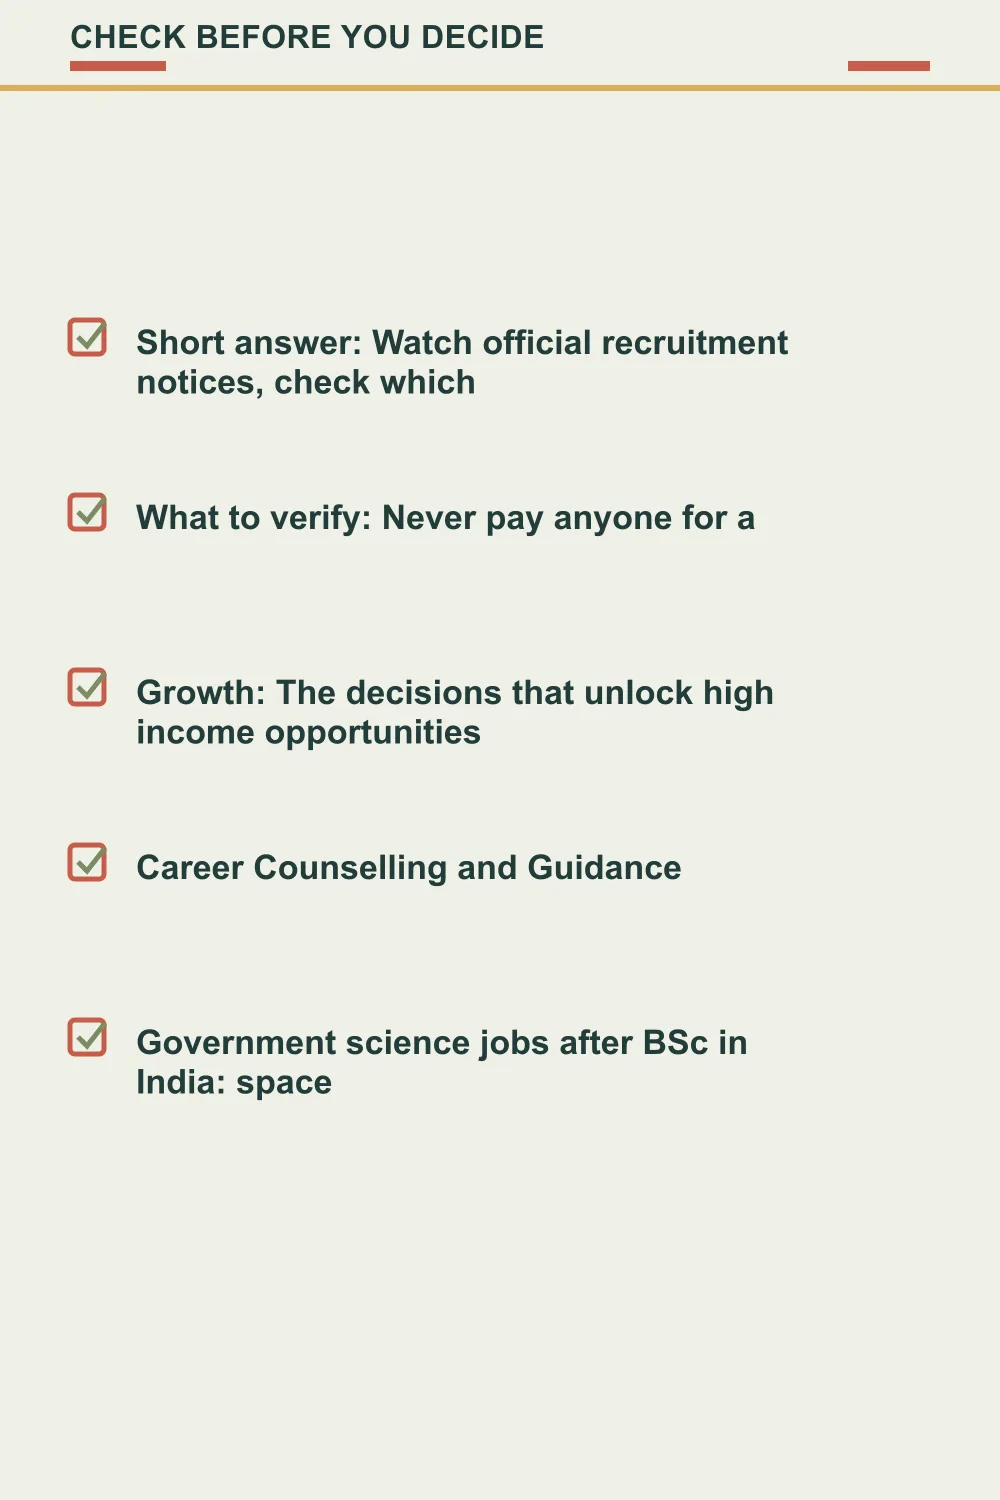 CHECK BEFORE YOU DECIDE
Short answer: Watch official recruitment
notices, check which
What to verify: Never pay anyone for a
Growth: The decisions that unlock high
income opportunities
Career Counselling and Guidance
Government science jobs after BSc in
India: space